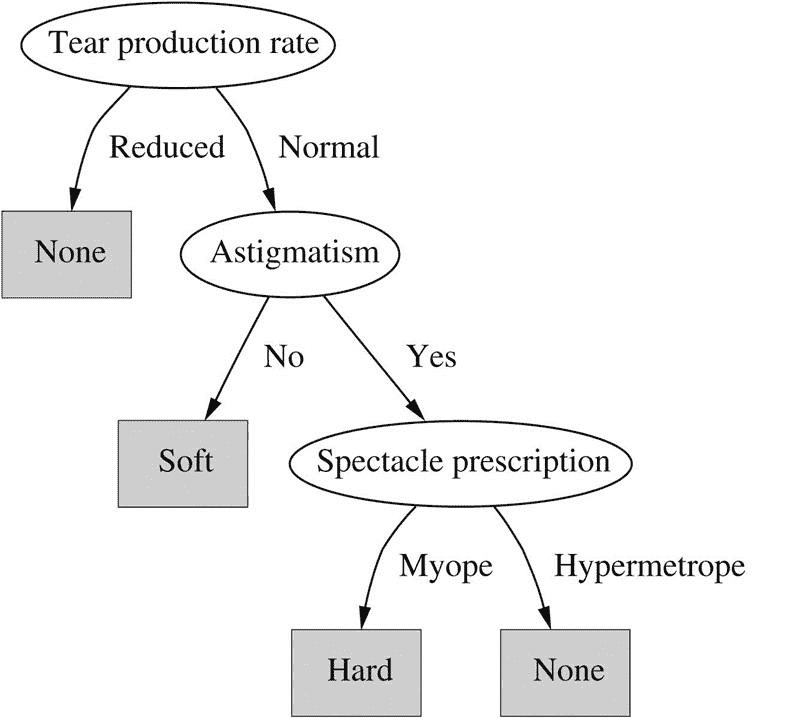 Tear production rate
Reduced
Normal
None
Astigmatism
No
Yes
Soft
Spectacle prescription
Myope
Hypermetrope
Hard
None